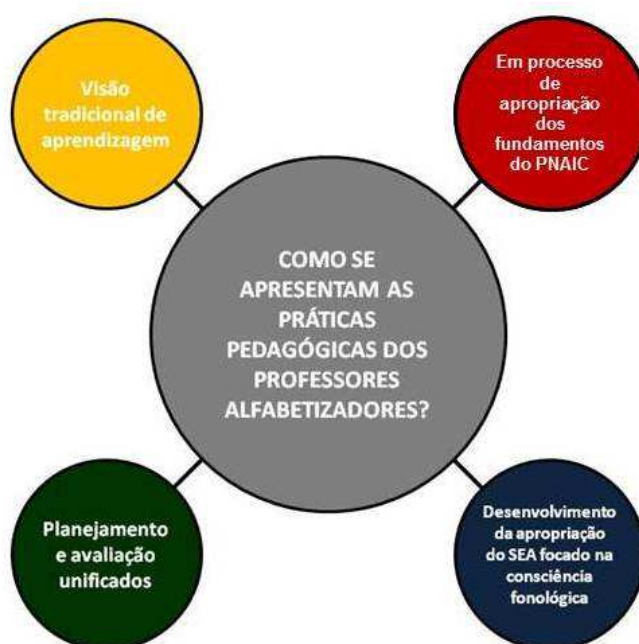 Visão
tradicional de
aprendizagem
Em processo
de
apropriação
dos
fundamentos
do PNAIC
COMO SE
APRESENTAM AS
PRÁTICAS
PEDAGÓGICAS DOS
PROFESSORES
ALFABETIZADORES?
Planejamento
e avaliação
unificados
Desenvolvimento
da apropriação
do SEA focado na
consciência
fonológica